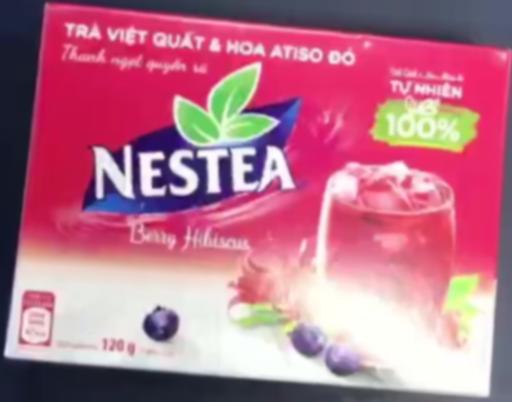 TRÀ VIỆT QUẤT & HOA ATISO ĐỎ
Thanh ngọt quyến rũ
TỰ NHIÊN
100%
NESTEA
Berry Hibiscus
120 g